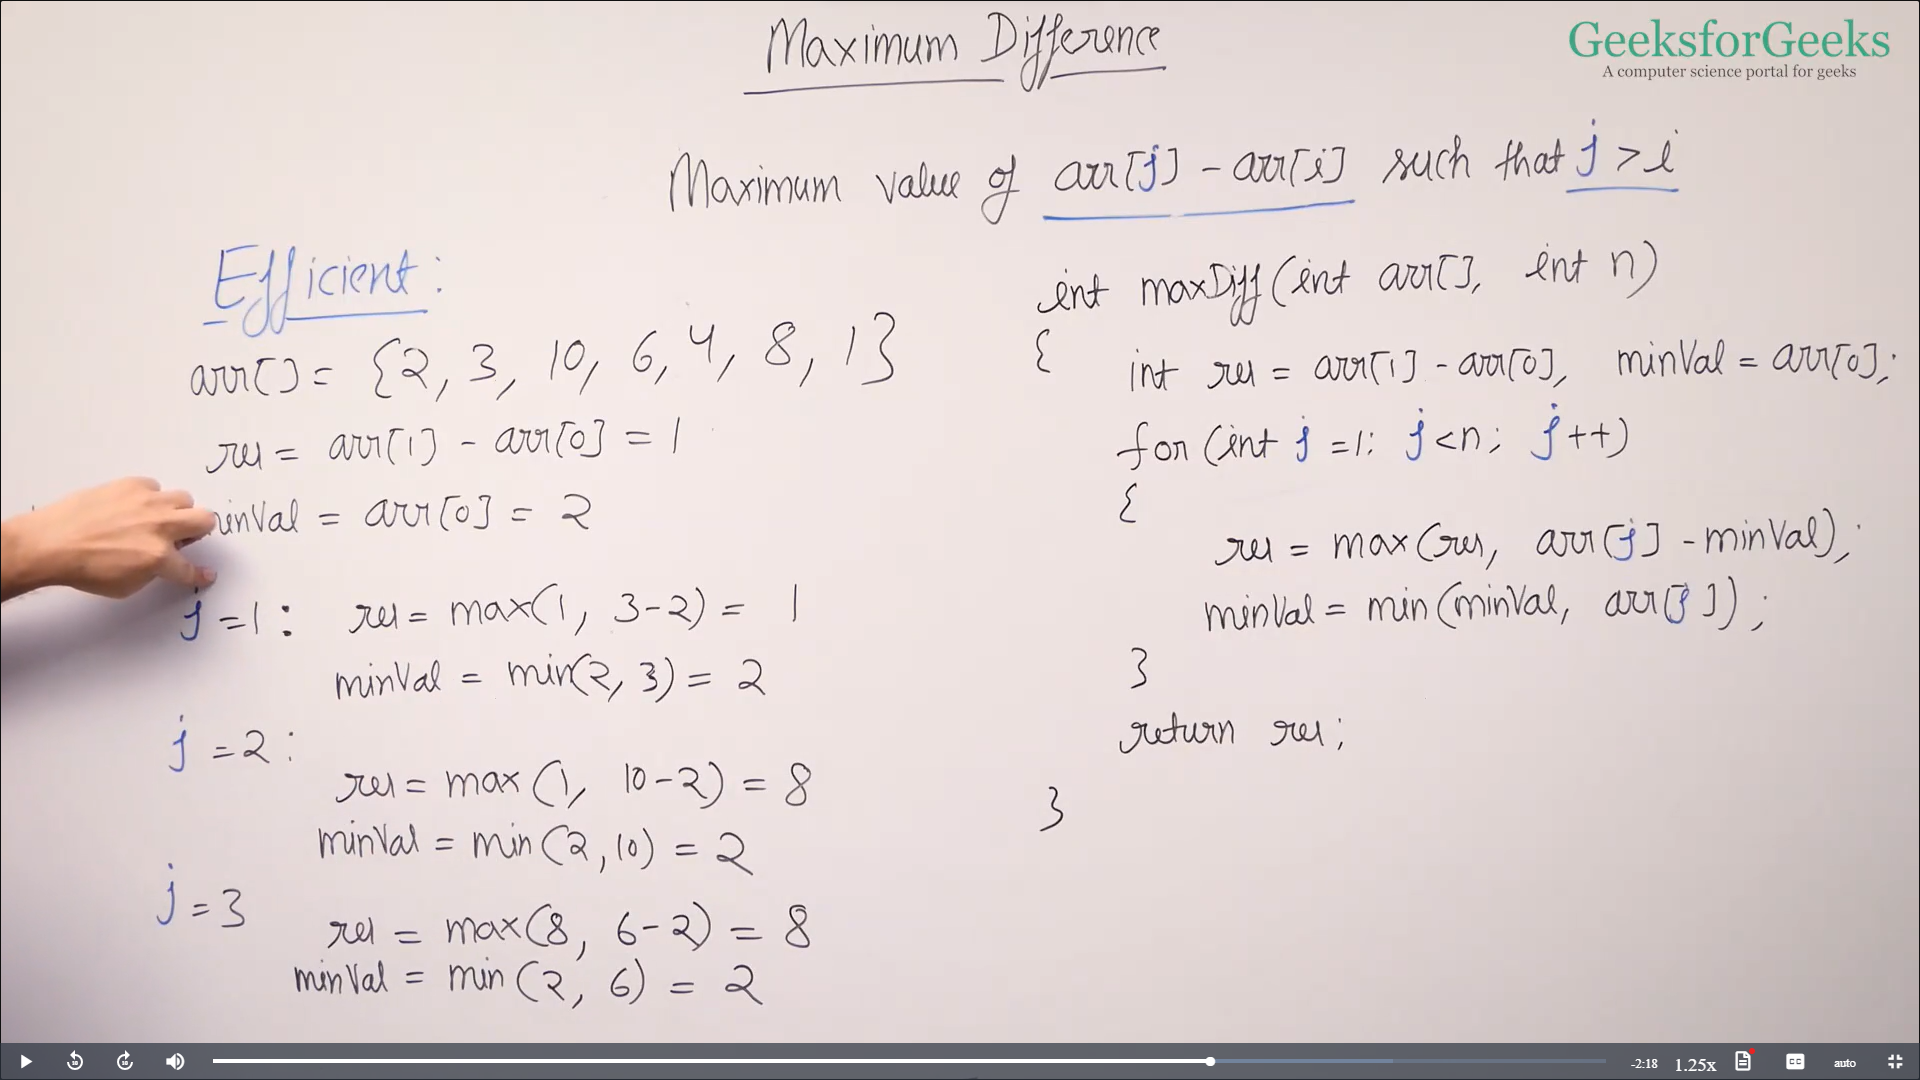 Maximum Difference
GeeksforGeeks
A computer science portal for geeks
Maximum value of arr[j] - arr[i] such that j > i
Efficient:
arr[] = {2, 3, 10, 6, 4, 8, 1}
res = arr[1] - arr[0] = 1
minVal = arr[0] = 2
j = 1 : res = max(1, 3-2) = 1
minVal = min(2, 3) = 2
j = 2 :
res = max(1, 10-2) = 8
minVal = min(2, 10) = 2
j = 3
res = max(8, 6-2) = 8
minVal = min(2, 6) = 2
int maxDiff(int arr[], int n)
{
int res = arr[1] - arr[0], minVal = arr[0];
for (int j = 1; j < n; j++)
{
res = max(res, arr[j] - minVal);
minVal = min(minVal, arr[j]);
}
return res;
}
-2:18
1.25x
CC
auto